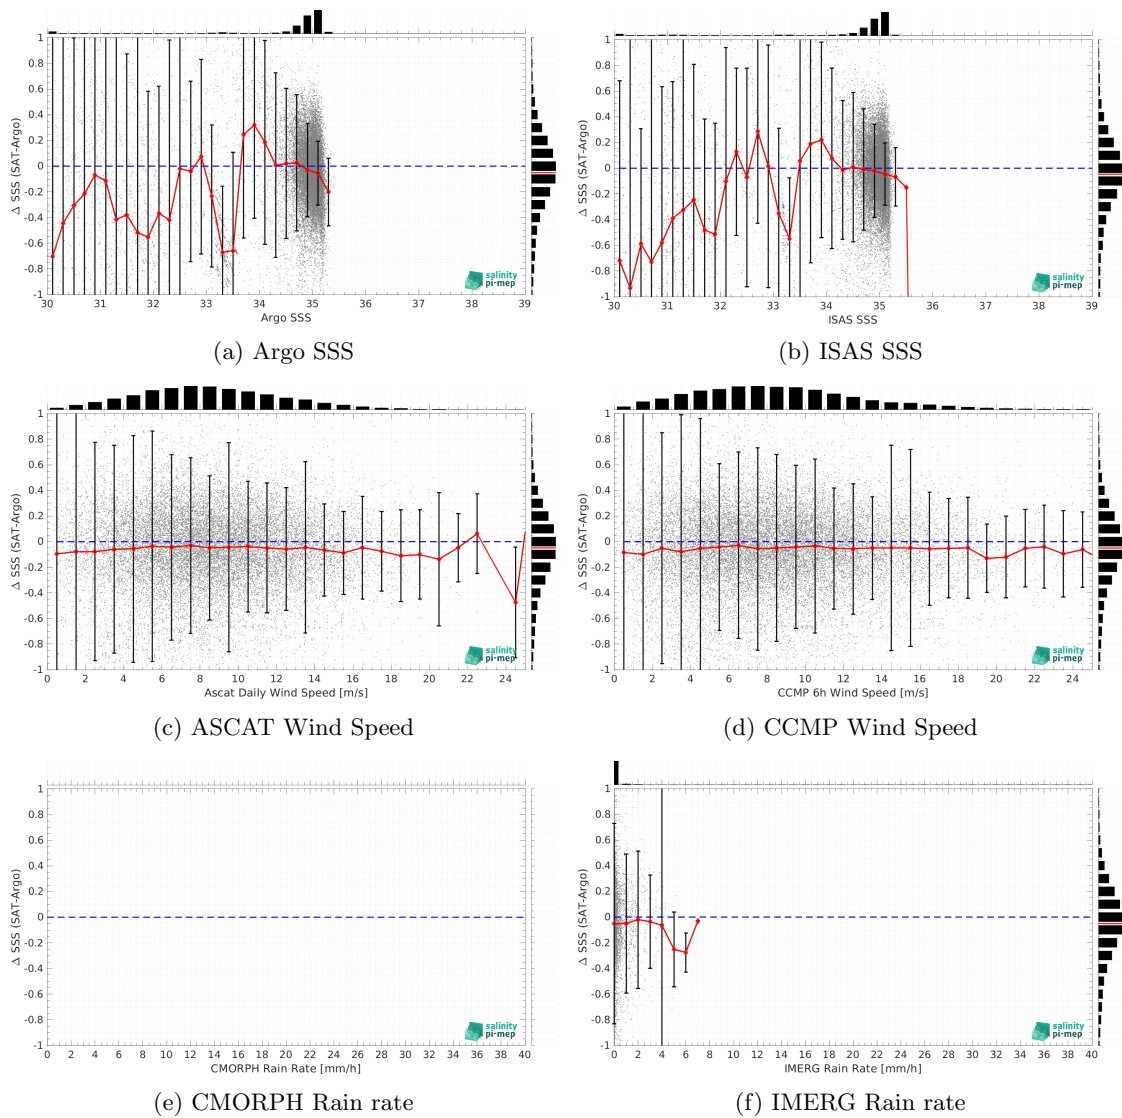 1
0.8
0.6
0.4
0.2
0
-0.2
-0.4
-0.6
-0.8
-1
Δ SSS (SAT-Argo)
30 31 32 33 34 35 36 37 38 39
Argo SSS
salinity
pi-mep
(a) Argo SSS
1
0.8
0.6
0.4
0.2
0
-0.2
-0.4
-0.6
-0.8
-1
Δ SSS (SAT-Argo)
30 31 32 33 34 35 36 37 38 39
ISAS SSS
salinity
pi-mep
(b) ISAS SSS
1
0.8
0.6
0.4
0.2
0
-0.2
-0.4
-0.6
-0.8
-1
Δ SSS (SAT-Argo)
0 2 4 6 8 10 12 14 16 18 20 22 24
Ascat Daily Wind Speed [m/s]
salinity
pi-mep
(c) ASCAT Wind Speed
1
0.8
0.6
0.4
0.2
0
-0.2
-0.4
-0.6
-0.8
-1
Δ SSS (SAT-Argo)
0 2 4 6 8 10 12 14 16 18 20 22 24
CCMP 6h Wind Speed [m/s]
salinity
pi-mep
(d) CCMP Wind Speed
1
0.8
0.6
0.4
0.2
0
-0.2
-0.4
-0.6
-0.8
-1
Δ SSS (SAT-Argo)
0 2 4 6 8 10 12 14 16 18 20 22 24 26 28 30 32 34 36 38 40
CMORPH Rain Rate [mm/h]
salinity
pi-mep
(e) CMORPH Rain rate
1
0.8
0.6
0.4
0.2
0
-0.2
-0.4
-0.6
-0.8
-1
Δ SSS (SAT-Argo)
0 2 4 6 8 10 12 14 16 18 20 22 24 26 28 30 32 34 36 38 40
IMERG Rain Rate [mm/h]
salinity
pi-mep
(f) IMERG Rain rate